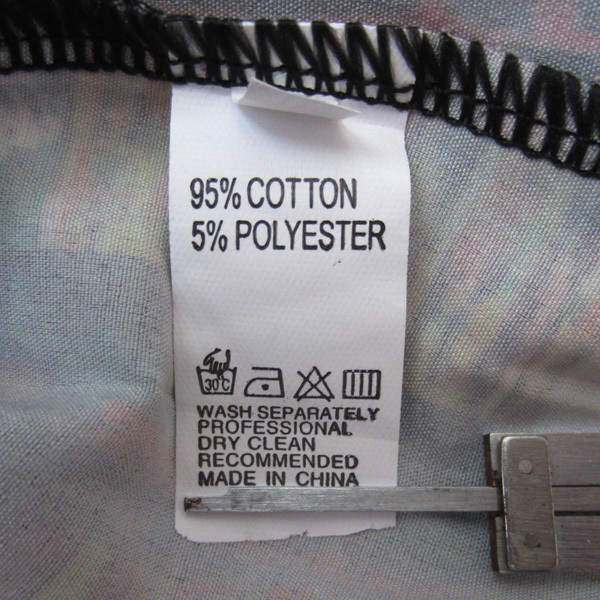 95% COTTON
5% POLYESTER
30°C
WASH SEPARATELY
PROFESSIONAL
DRY CLEAN
RECOMMENDED
MADE IN CHINA